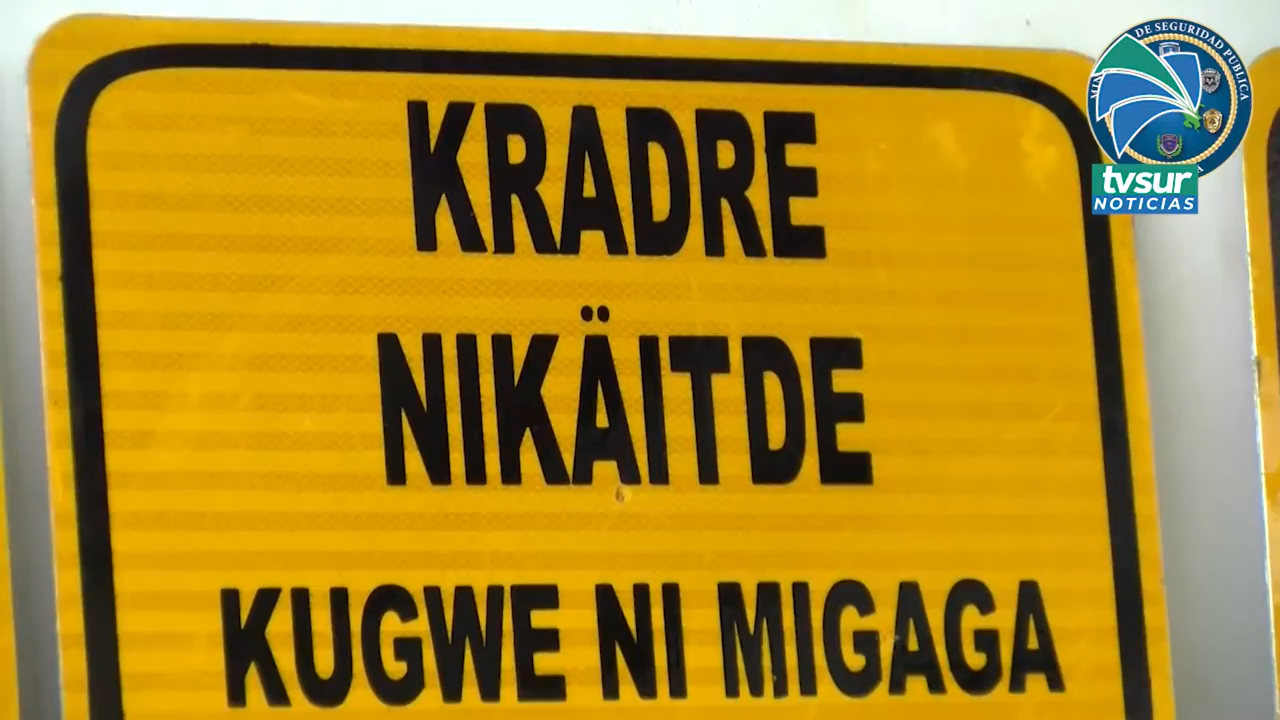 KRADRE
NIKÄITDE
KUGWE NI MIGAGA
DE SEGURIDAD PUBLICA
tvsur
NOTICIAS